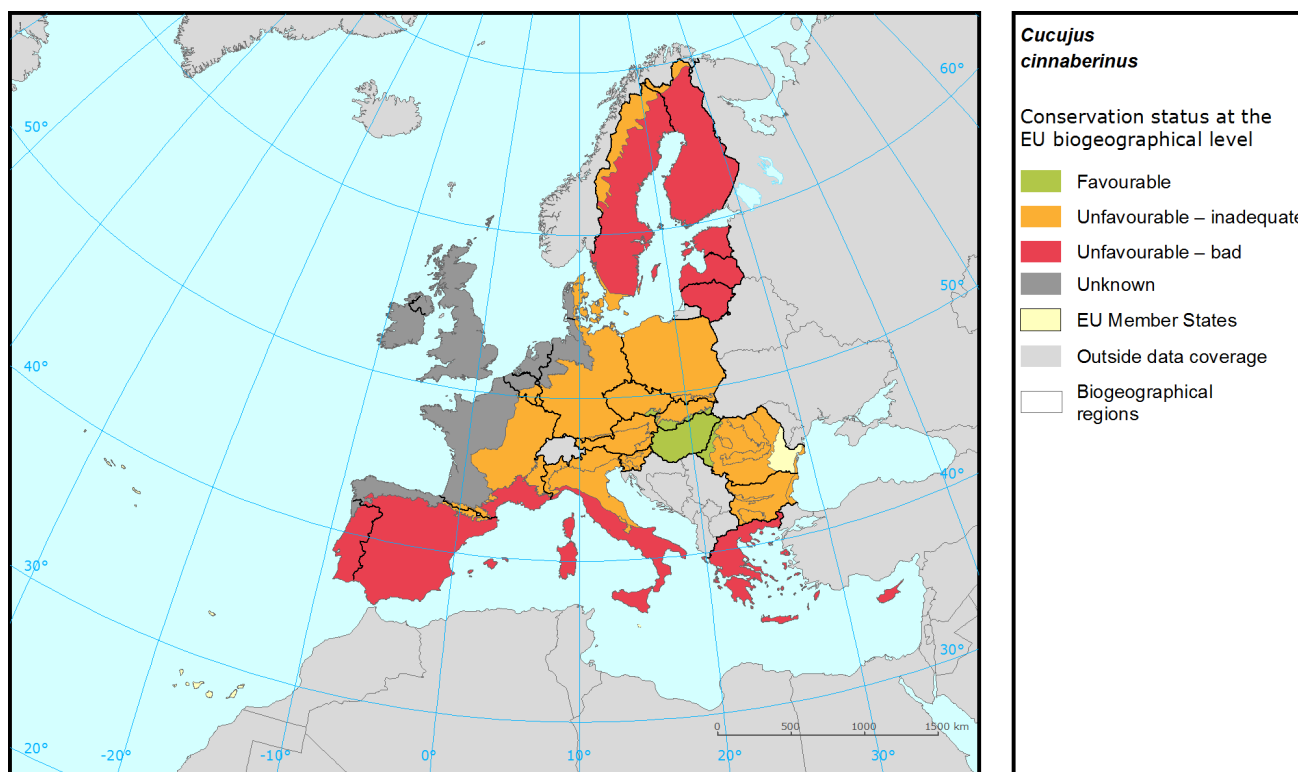 Cucujus
cinnaberinus
Conservation status at the
EU biogeographical level
Favourable
Unfavourable – inadequate
Unfavourable – bad
Unknown
EU Member States
Outside data coverage
Biogeographical
regions
60°
50°
50°
40°
40°
30°
30°
20°
-20°
-10°
0°
10°
20°
30°
0 500 1000 1500 km